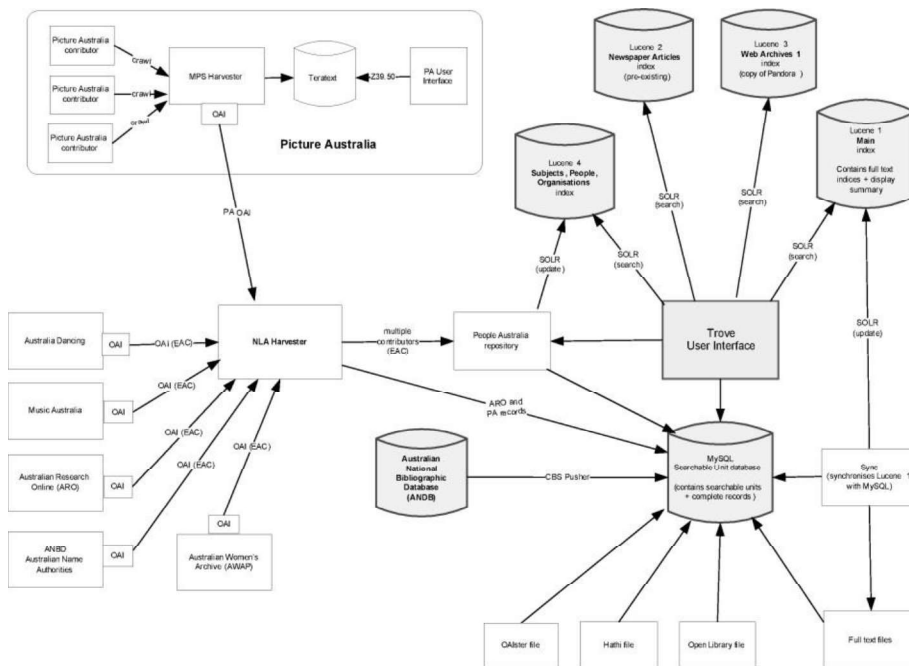 Picture Australia
contributor
crawl
Picture Australia
contributor
crawl
Picture Australia
contributor
crawl
MPS Harvester
OAI
Teratext
Z39.50
PA User
Interface
Picture Australia
Lucene 2
Newspaper Articles
index
(pre-existing)
Lucene 3
Web Archives 1
index
(copy of Pandora )
Lucene 1
Main
index
Contains full text
indices + display
summary
Lucene 4
Subjects , People,
Organisations
index
PA OAI
SOLR
(search)
SOLR
(search)
SOLR
(update)
SOLR
(search)
SOLR
(search)
SOLR
(update)
Australia Dancing
OAI
OAI (EAC)
NLA Harvester
multiple
contributors
(EAC)
People Australia
repository
Trove
User Interface
Music Australia
OAI
OAI (EAC)
ARO and
PA records
Australian Research
Online (ARO)
OAI
OAI (EAC)
OAI (EAC)
OAI (EAC)
Australian
National
Bibliographic
Database
(ANDB)
CBS Pusher
MySQL
Searchable Unit database
(contains searchable units
+ complete records )
Sync
(synchronises Lucene 1
with MySQL)
ANBD
Australian Name
Authorities
OAI
OAI
Australian Women's
Archive (AWAP)
OAIster file
Hathi file
Open Library file
Full text files